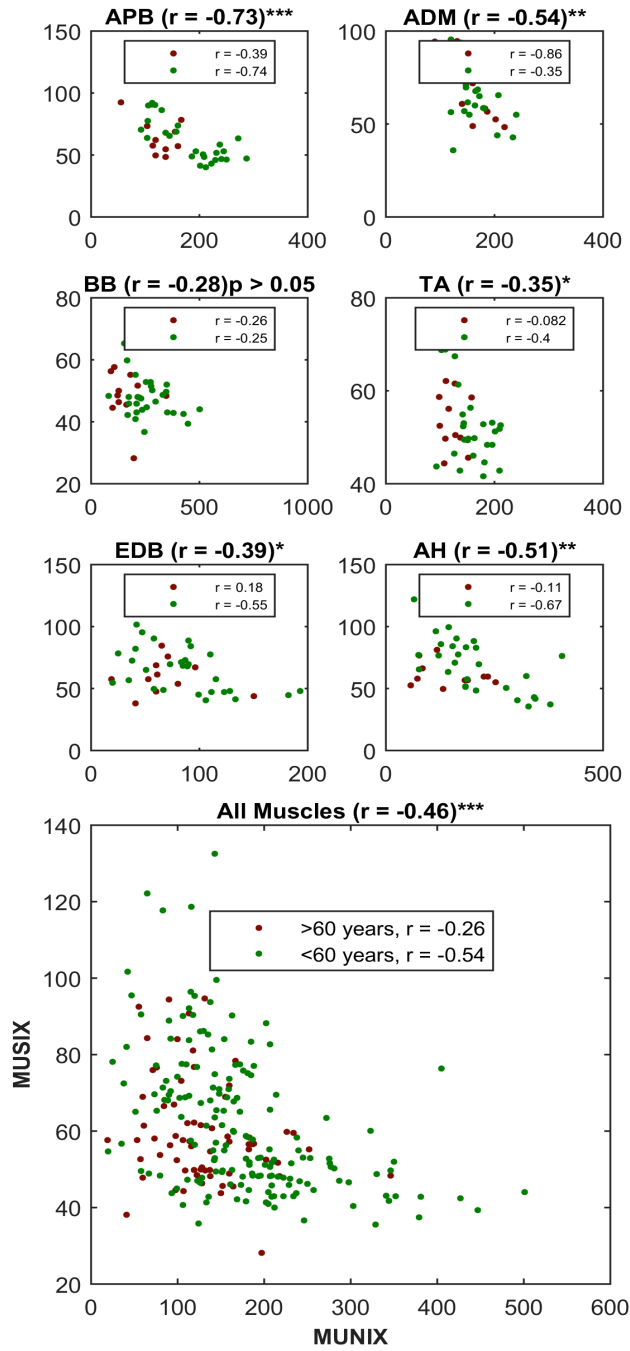 APB (r = -0.73)***
150
100
50
0
0 200 400
r = -0.39
r = -0.74
ADM (r = -0.54)**
100
50
0
0 200 400
r = -0.86
r = -0.35
BB (r = -0.28)p > 0.05
80
60
40
20
0 500 1000
r = -0.26
r = -0.25
TA (r = -0.35)*
80
60
40
0 200 400
r = -0.082
r = -0.4
EDB (r = -0.39)*
150
100
50
0
0 100 200
r = 0.18
r = -0.55
AH (r = -0.51)**
150
100
50
0
0 500
r = -0.11
r = -0.67
All Muscles (r = -0.46)***
140
120
100
80
60
40
20
0 100 200 300 400 500 600
>60 years, r = -0.26
<60 years, r = -0.54
MUSIX
MUNIX